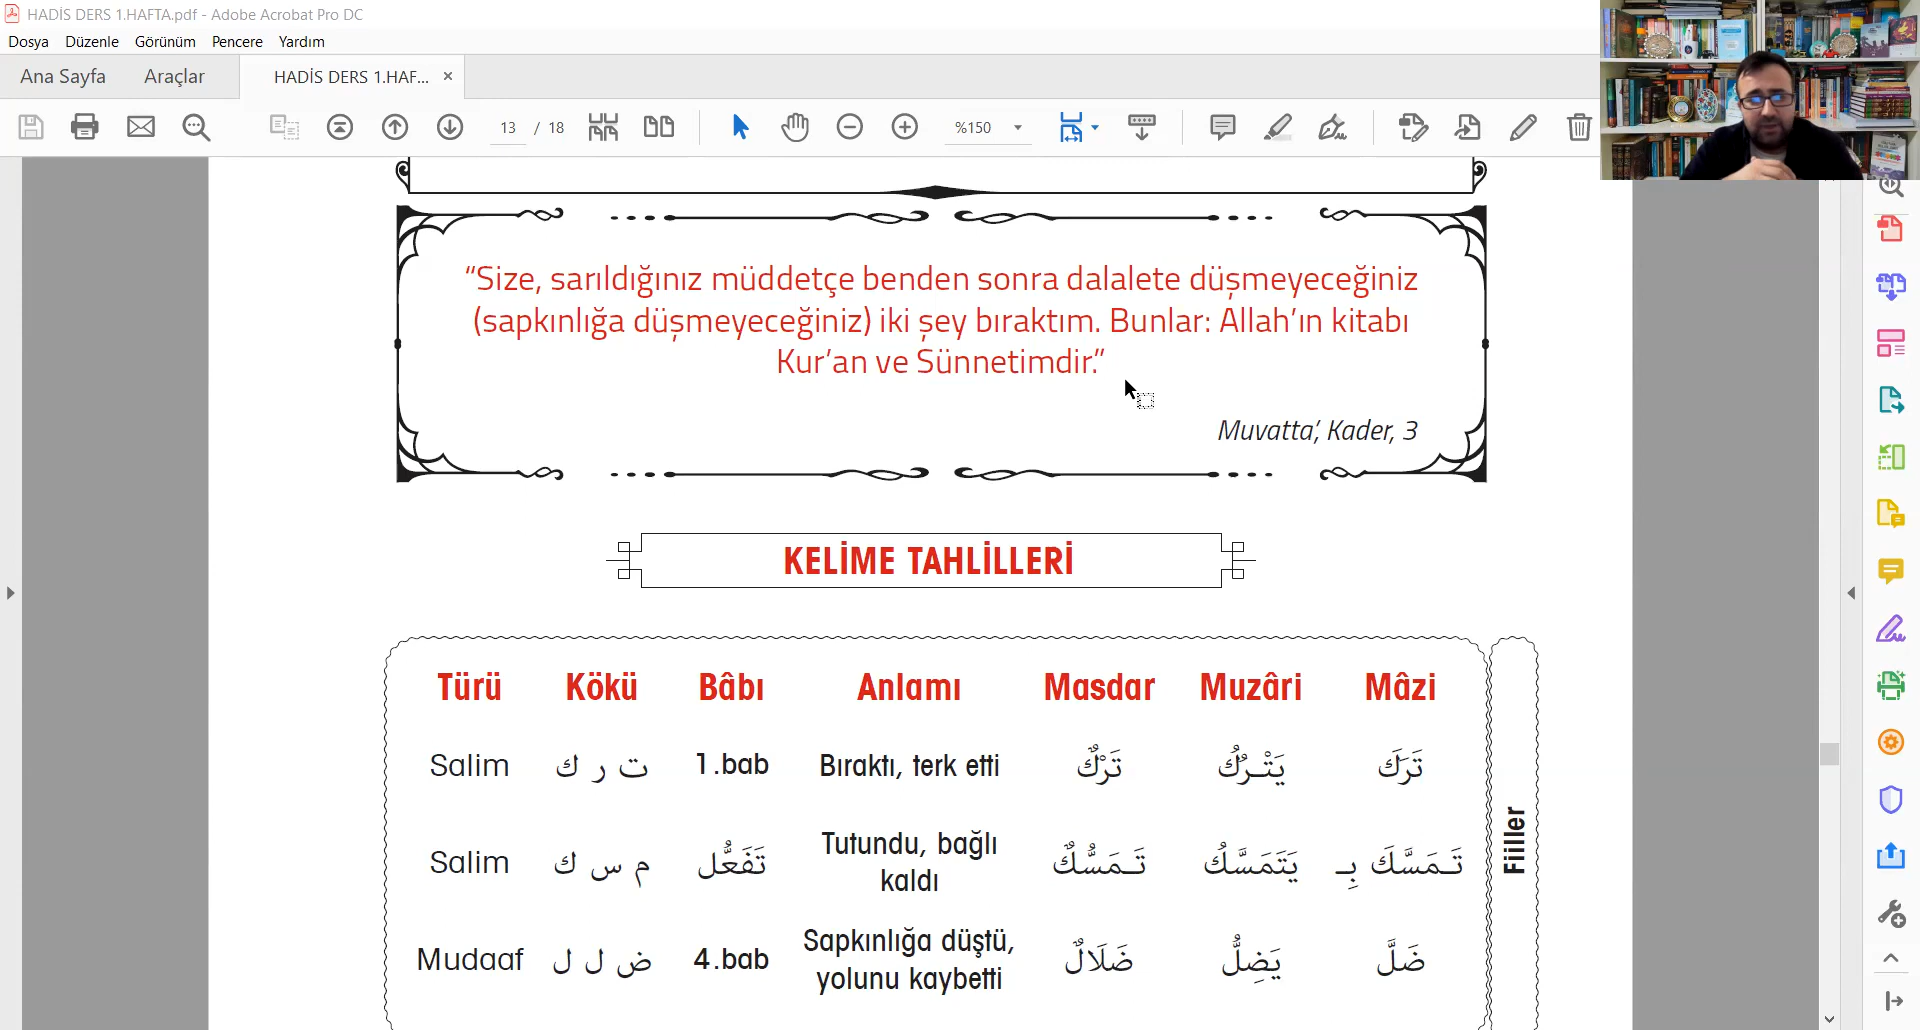 HADİS DERS 1.HAFTA.pdf - Adobe Acrobat Pro DC
Dosya Düzenle Görünüm Pencere Yardım
Ana Sayfa Araçlar HADİS DERS 1.HAF... ×
13 / 18 %150
“Size, sarıldığınız müddetçe benden sonra dalalete düşmeyeceğiniz
(sapkınlığa düşmeyeceğiniz) iki şey bıraktım. Bunlar: Allah’ın kitabı
Kur’an ve Sünnetimdir.”
Muvatta’, Kader, 3
KELİME TAHLİLLERİ
Türü Kökü Bâbı Anlamı Masdar Muzâri Mâzi
Salim ت ر ك 1.bab Bıraktı, terk etti تَرْكٌ يَتْـرُكُ تَرَكَ
Salim م س ك تَفَعُّل Tutundu, bağlı
kaldı تَـمَسُّكٌ يَتَمَسَّكُ تَـمَسَّكَ بِـ
Mudaaf ض ل ل 4.bab Sapkınlığa düştü,
yolunu kaybetti ضَلَالٌ يَضِلُّ ضَلَّ
Fiiller